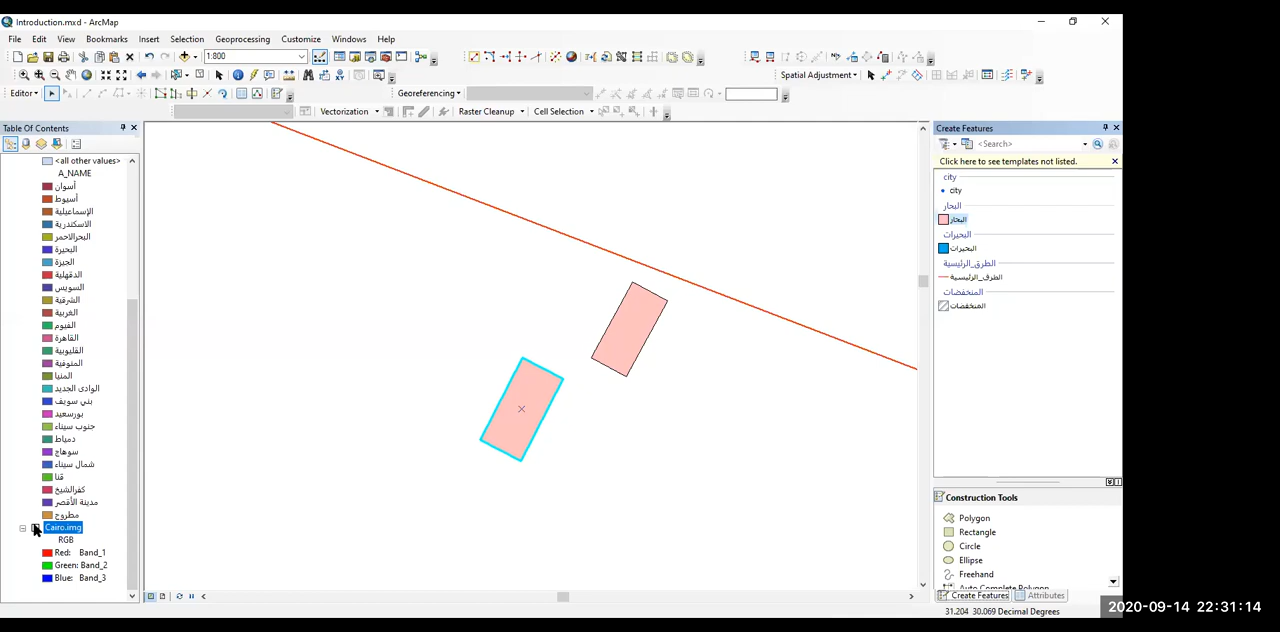 Introduction.mxd - ArcMap
File Edit View Bookmarks Insert Selection Geoprocessing Customize Windows Help
1:800
Spatial Adjustment
Editor
Georeferencing
Vectorization Raster Cleanup Cell Selection
Table Of Contents
<all other values>
A_NAME
أسوان
أسيوط
الإسماعيلية
الاسكندرية
البحرالاحمر
البحيرة
الجيزة
الدقهلية
السويس
الشرقية
الغربية
الفيوم
القاهرة
القليوبية
المنوفية
المنيا
الوادى الجديد
بني سويف
بورسعيد
جنوب سيناء
دمياط
سوهاج
شمال سيناء
قنا
كفرالشيخ
مدينة الأقصر
مطروح
Cairo.img
RGB
Red: Band_1
Green: Band_2
Blue: Band_3
Create Features
<Search>
Click here to see templates not listed.
city
city
البحار
البحار
البحيرات
البحيرات
الطرق_الرئيسية
الطرق_الرئيسية
المنخفضات
المنخفضات
Construction Tools
Polygon
Rectangle
Circle
Ellipse
Freehand
Auto Complete Polygon
Create Features Attributes
31.204 30.069 Decimal Degrees
2020-09-14 22:31:14